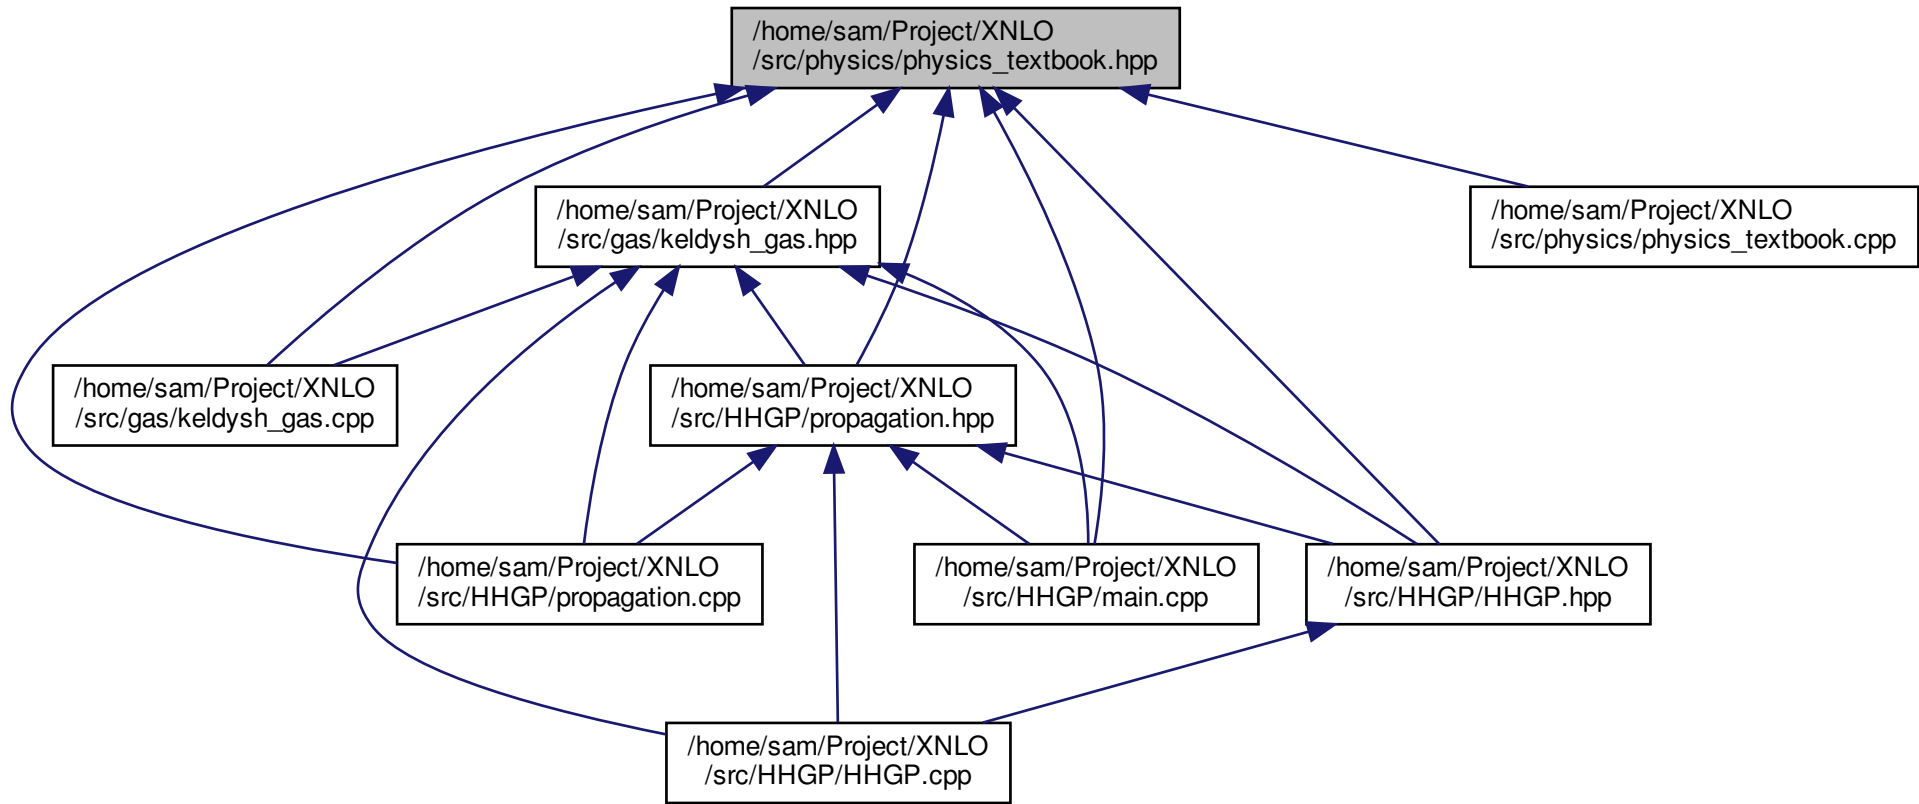 /home/sam/Project/XNLO
/src/physics/physics_textbook.hpp
/home/sam/Project/XNLO
/src/gas/keldysh_gas.hpp
/home/sam/Project/XNLO
/src/physics/physics_textbook.cpp
/home/sam/Project/XNLO
/src/gas/keldysh_gas.cpp
/home/sam/Project/XNLO
/src/HHGP/propagation.hpp
/home/sam/Project/XNLO
/src/HHGP/propagation.cpp
/home/sam/Project/XNLO
/src/HHGP/main.cpp
/home/sam/Project/XNLO
/src/HHGP/HHGP.hpp
/home/sam/Project/XNLO
/src/HHGP/HHGP.cpp